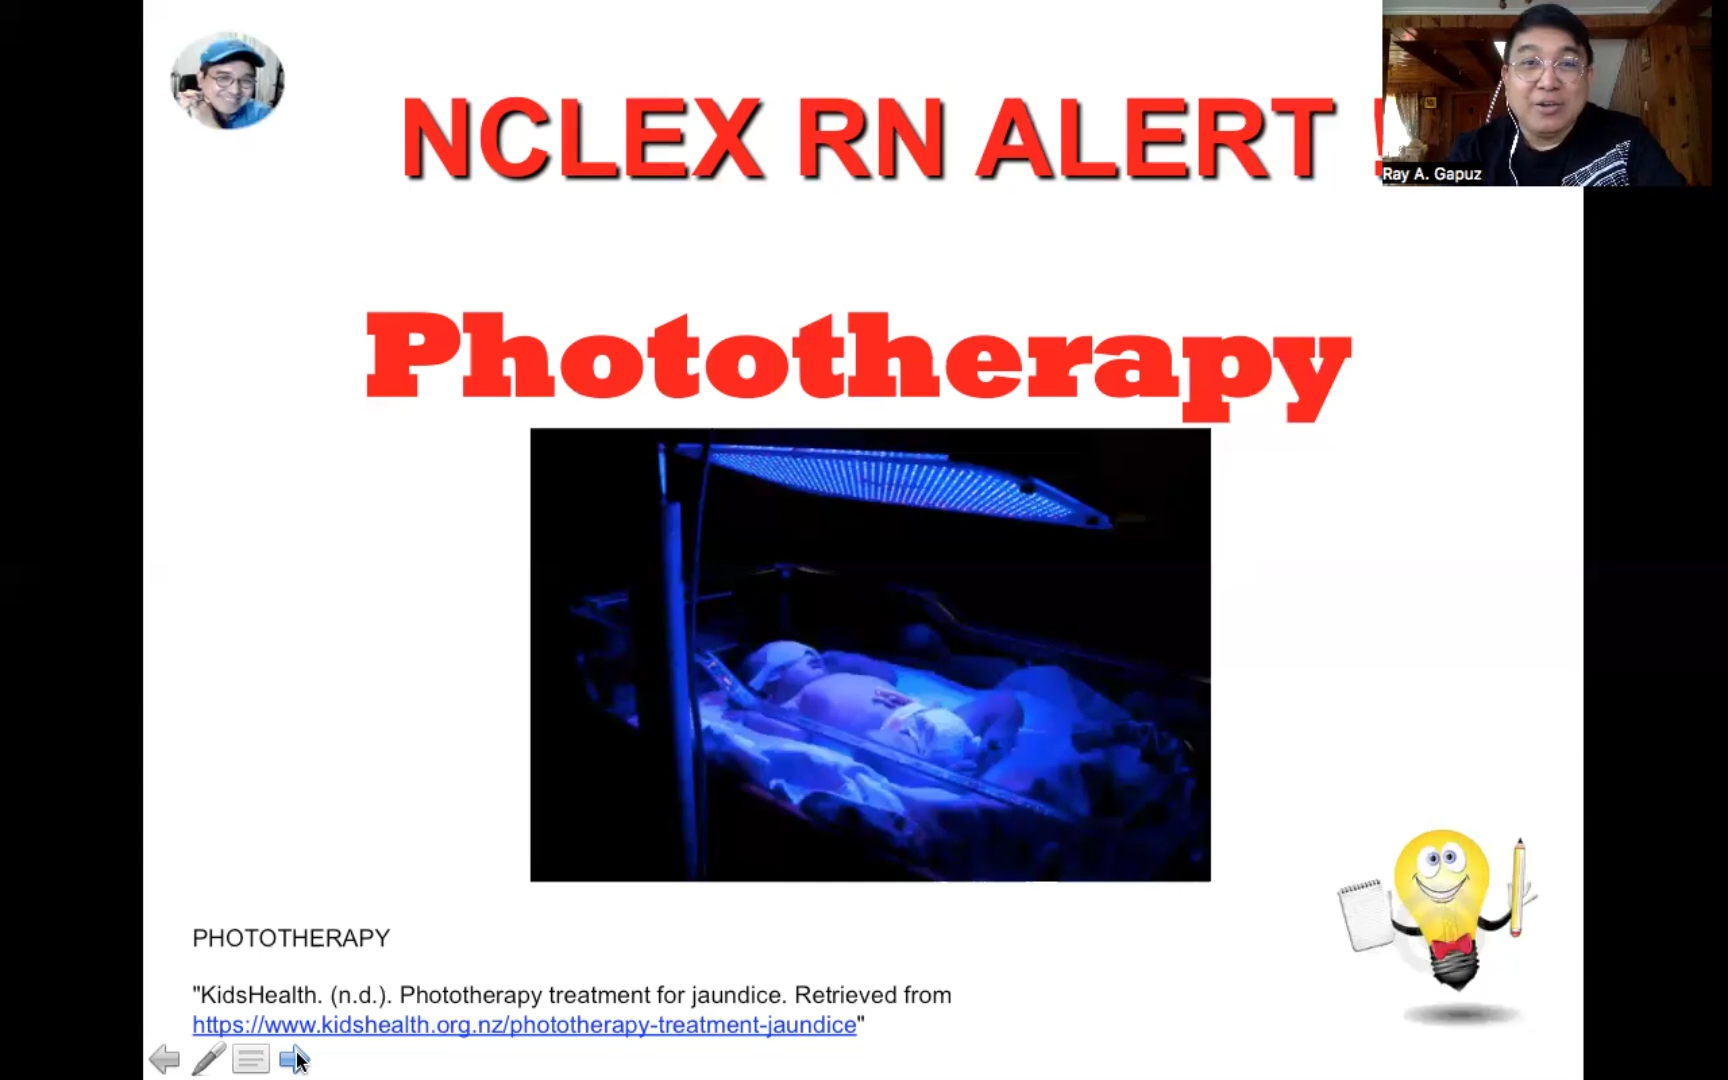 NCLEX RN ALERT !
Ray A. Gapuz
Phototherapy
PHOTOTHERAPY
"KidsHealth. (n.d.). Phototherapy treatment for jaundice. Retrieved from
https://www.kidshealth.org.nz/phototherapy-treatment-jaundice"